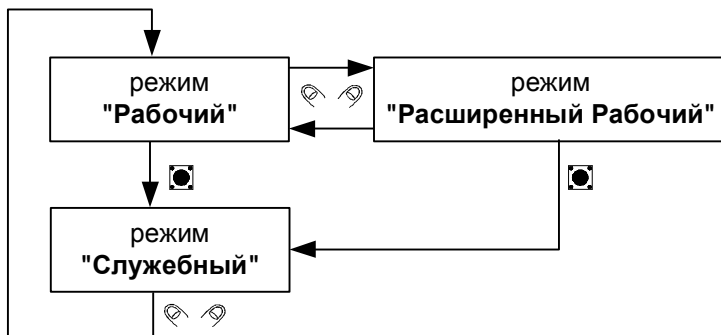 режим
"Рабочий"
режим
"Расширенный Рабочий"
режим
"Служебный"